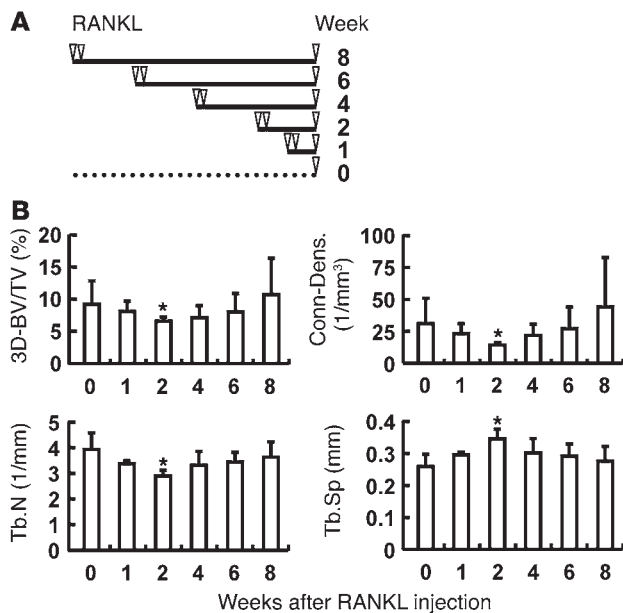 A
RANKL Week
8
6
4
2
1
0
B
3D-BV/TV (%)
20
15
10
5
0
*
0 1 2 4 6 8
Conn-Dens.
(1/mm³)
100
75
50
25
0
*
0 1 2 4 6 8
Tb.N (1/mm)
5
4
3
2
1
0
*
0 1 2 4 6 8
Tb.Sp (mm)
0.4
0.3
0.2
0.1
0
*
0 1 2 4 6 8
Weeks after RANKL injection